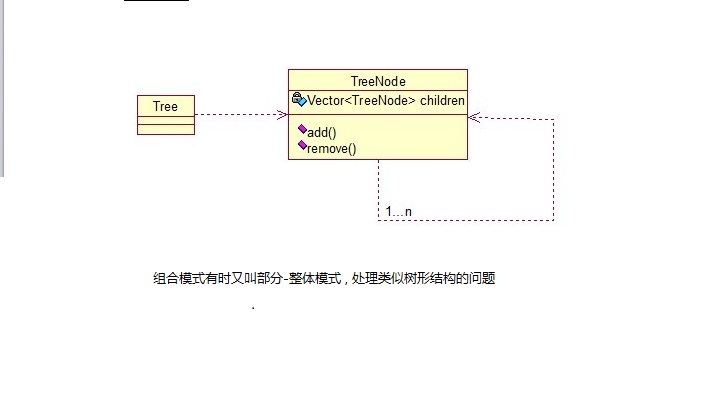 TreeNode
Tree
Vector<TreeNode> children
add()
remove()
1...n
组合模式有时又叫部分-整体模式，处理类似树形结构的问题